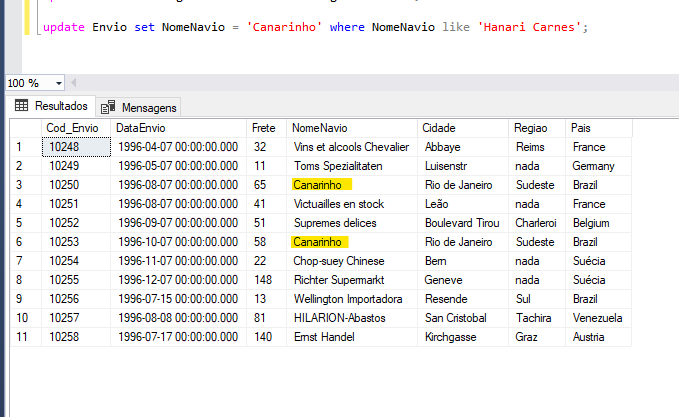 update Envio set NomeNavio = 'Canarinho' where NomeNavio like 'Hanari Carnes';
100 %
Resultados Mensagens
Cod_Envio DataEnvio Frete NomeNavio Cidade Regiao Pais
1 10248 1996-04-07 00:00:00.000 32 Vins et alcools Chevalier Abbaye Reims France
2 10249 1996-05-07 00:00:00.000 11 Toms Spezialitaten Luisenstr nada Germany
3 10250 1996-08-07 00:00:00.000 65 Canarinho Rio de Janeiro Sudeste Brazil
4 10251 1996-08-07 00:00:00.000 41 Victuailles en stock Leão nada France
5 10252 1996-09-07 00:00:00.000 51 Supremes delices Boulevard Tirou Charleroi Belgium
6 10253 1996-10-07 00:00:00.000 58 Canarinho Rio de Janeiro Sudeste Brazil
7 10254 1996-11-07 00:00:00.000 22 Chop-suey Chinese Bern nada Suécia
8 10255 1996-12-07 00:00:00.000 148 Richter Supermarkt Geneve nada Suécia
9 10256 1996-07-15 00:00:00.000 13 Wellington Importadora Resende Sul Brazil
10 10257 1996-08-08 00:00:00.000 81 HILARION-Abastos San Cristobal Tachira Venezuela
11 10258 1996-07-17 00:00:00.000 140 Ernst Handel Kirchgasse Graz Austria